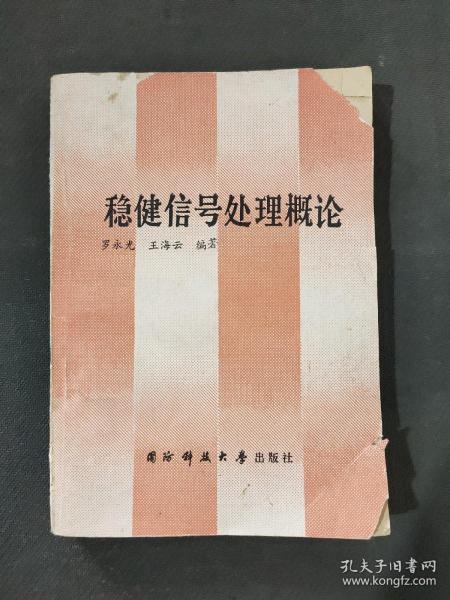 稳健信号处理概论
罗永光 王海云 编著
国防科技大学出版社
孔夫子旧书网
www.kongfz.com